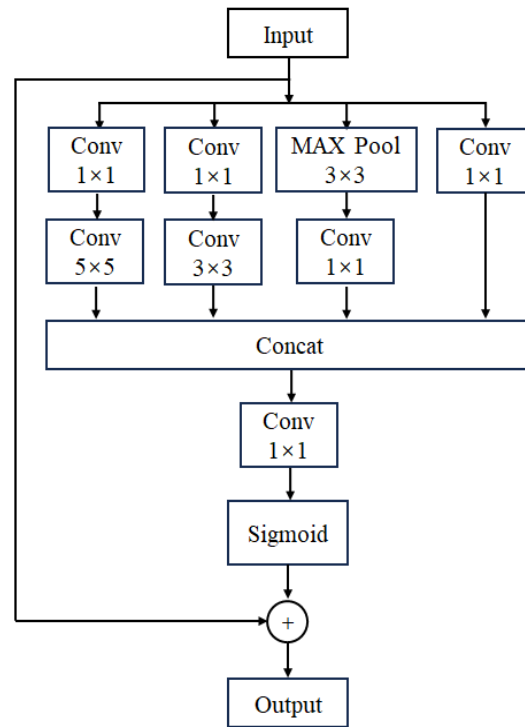 Input
Conv
1×1
Conv
1×1
MAX Pool
3×3
Conv
1×1
Conv
5×5
Conv
3×3
Conv
1×1
Concat
Conv
1×1
Sigmoid
+
Output